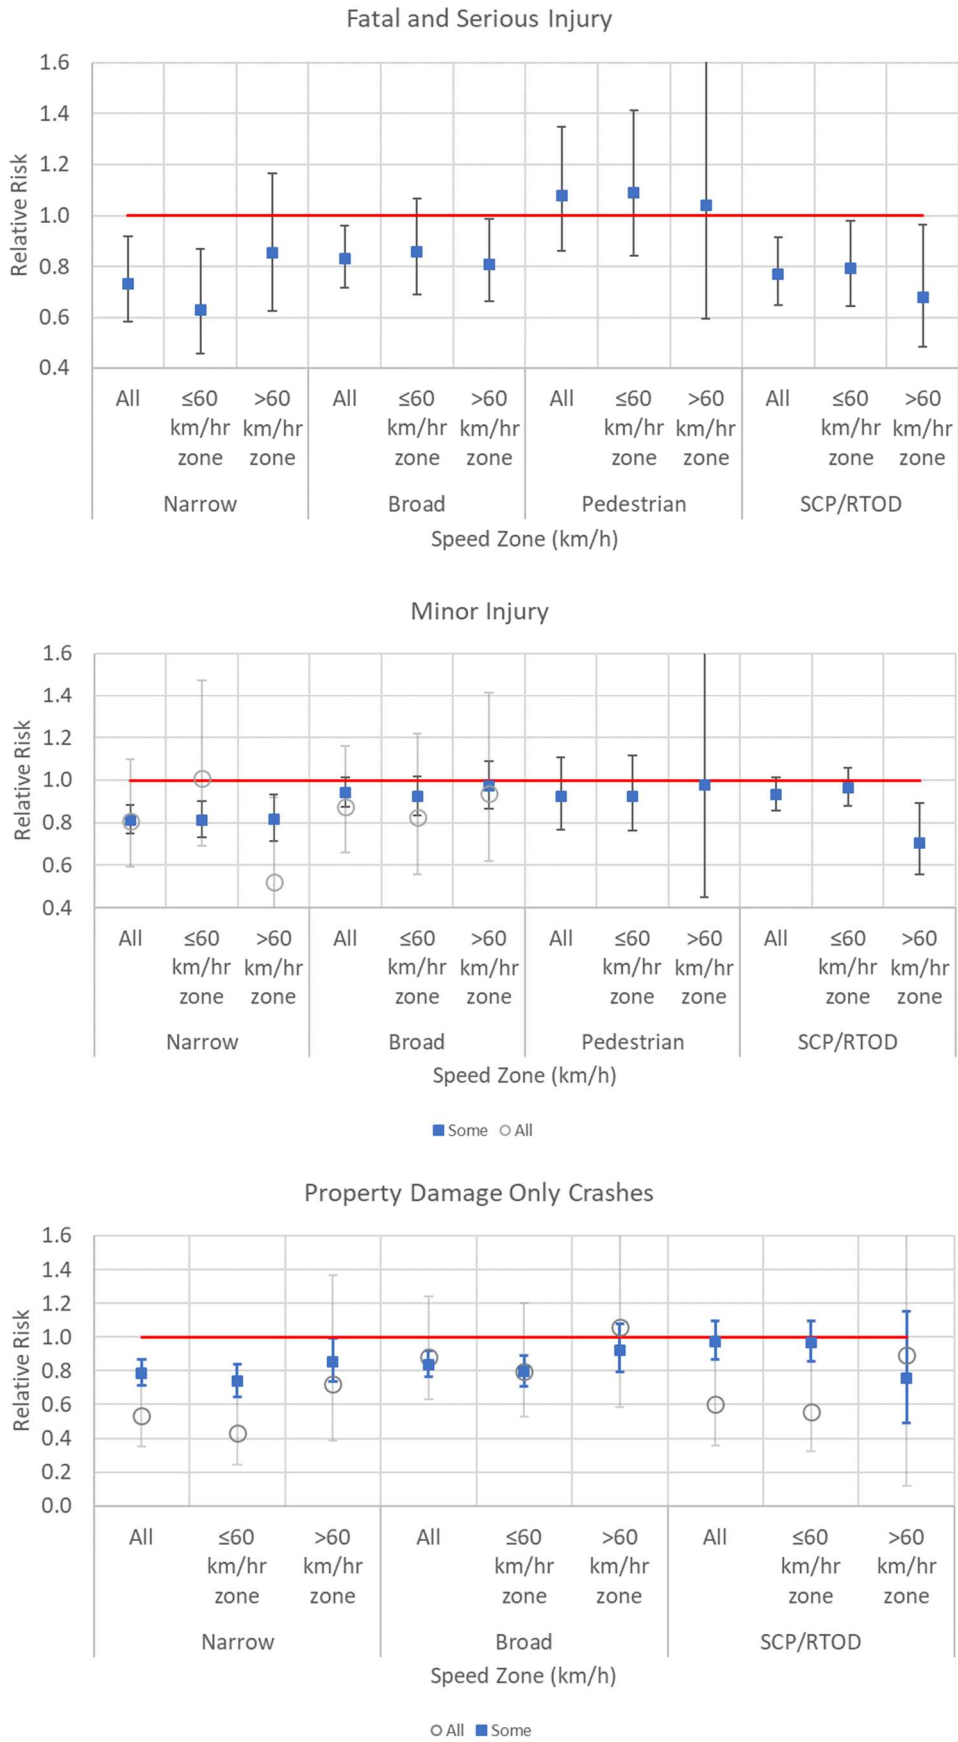 Fatal and Serious Injury
1.6
1.4
1.2
1.0
0.8
0.6
0.4
Relative Risk
All ≤60 >60 All ≤60 >60 All ≤60 >60 All ≤60 >60
km/hr km/hr km/hr km/hr km/hr km/hr km/hr km/hr
zone zone zone zone zone zone zone zone
Narrow Broad Pedestrian SCP/RTOD
Speed Zone (km/h)
Minor Injury
1.6
1.4
1.2
1.0
0.8
0.6
0.4
Relative Risk
All ≤60 >60 All ≤60 >60 All ≤60 >60 All ≤60 >60
km/hr km/hr km/hr km/hr km/hr km/hr km/hr km/hr
zone zone zone zone zone zone zone zone
Narrow Broad Pedestrian SCP/RTOD
Speed Zone (km/h)
Some All
Property Damage Only Crashes
1.6
1.4
1.2
1.0
0.8
0.6
0.4
0.2
0.0
Relative Risk
All ≤60 >60 All ≤60 >60 All ≤60 >60
km/hr km/hr km/hr km/hr km/hr km/hr
zone zone zone zone zone zone
Narrow Broad SCP/RTOD
Speed Zone (km/h)
All Some